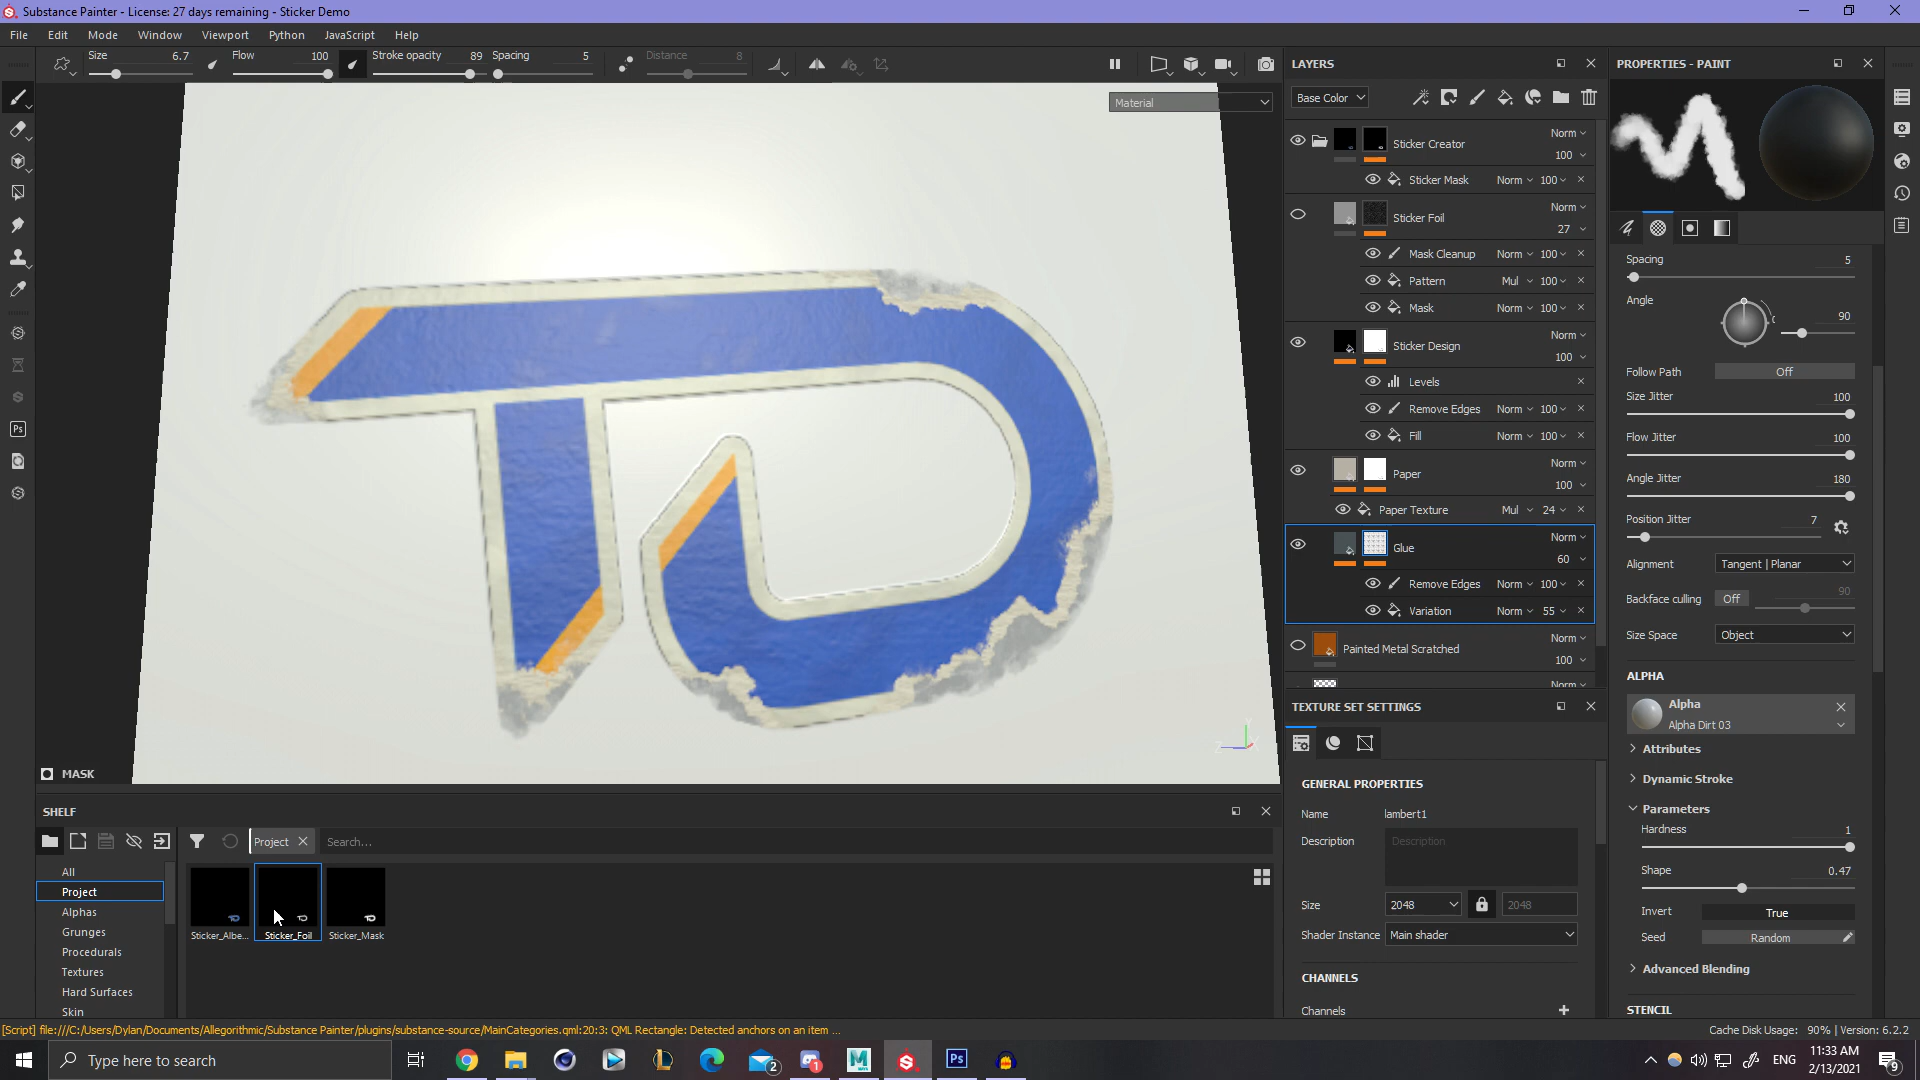 Substance Painter - License: 27 days remaining - Sticker Demo
File Edit Mode Window Viewport Python JavaScript Help
Size 6.7 Flow 100 Stroke opacity 89 Spacing 5 Distance 8
Material
LAYERS
Base Color
Sticker Creator Norm 100
Sticker Mask Norm 100
Sticker Foil Norm 27
Mask Cleanup Norm 100
Pattern Mul 100
Mask Norm 100
Sticker Design Norm 100
Levels
Remove Edges Norm 100
Fill Norm 100
Paper Norm 100
Paper Texture Mul 24
Glue Norm 60
Remove Edges Norm 100
Variation Norm 55
Painted Metal Scratched Norm 100
Norm
TEXTURE SET SETTINGS
GENERAL PROPERTIES
Name lambert1
Description Description
Size 2048 2048
Shader Instance Main shader
CHANNELS
Channels +
PROPERTIES - PAINT
Spacing 5
Angle 90
Follow Path Off
Size Jitter 100
Flow Jitter 100
Angle Jitter 180
Position Jitter 7
Alignment Tangent | Planar
Backface culling Off 90
Size Space Object
ALPHA
Alpha
Alpha Dirt 03
Attributes
Dynamic Stroke
Parameters
Hardness 1
Shape 0.47
Invert True
Seed Random
Advanced Blending
STENCIL
MASK
SHELF
Project Search...
All
Project
Alphas
Grunges
Procedurals
Textures
Hard Surfaces
Skin
Sticker_Albe... Sticker_Foil Sticker_Mask
[Script] file:///C:/Users/Dylan/Documents/Allegorithmic/Substance Painter/plugins/substance-source/MainCategories.qml:20:3: QML Rectangle: Detected anchors on an item ...
Cache Disk Usage: 90% | Version: 6.2.2
Type here to search
ENG
11:33 AM
2/13/2021